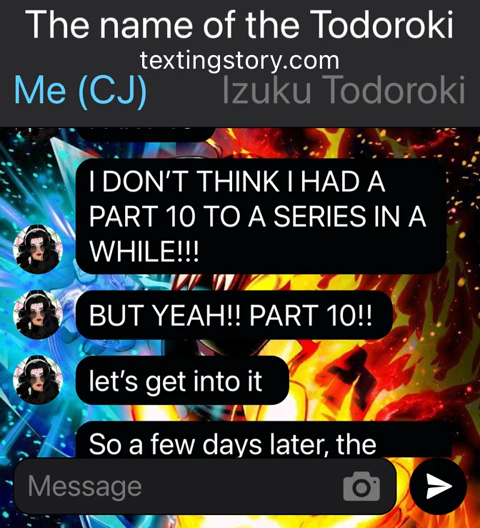 The name of the Todoroki
textingstory.com
Me (CJ) Izuku Todoroki
I DON'T THINK I HAD A
PART 10 TO A SERIES IN A
WHILE!!!
BUT YEAH!! PART 10!!
let's get into it
So a few days later, the
Message